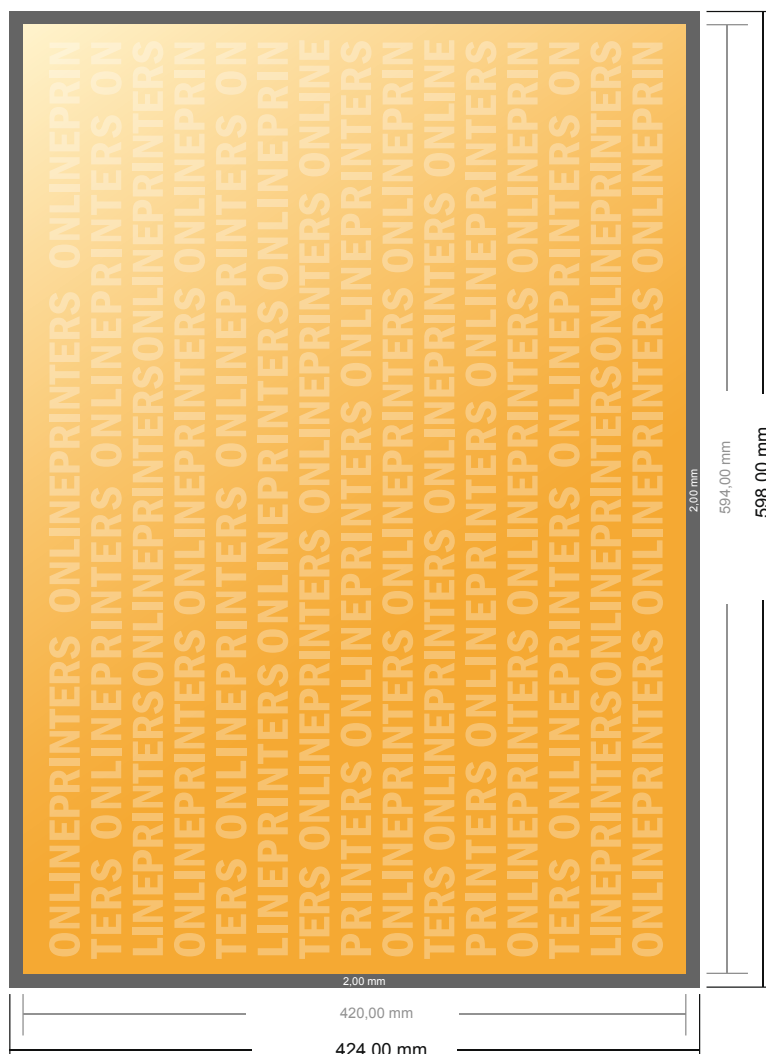 ONLINEPRINTERS ONLINEPRINTERS ONLINEPRIN
TERS ONLINEPRINTERS ONLINEPRINTERS ON
LINEPRINTERSONLINEPRINTERSONLINEPRINTERS
ONLINEPRINTERS ONLINEPRINTERS ONLINEPRIN
TERS ONLINEPRINTERS ONLINEPRINTERS ON
LINEPRINTERS ONLINEPRINTERS ONLINEPRIN
TERS ONLINEPRINTERS ONLINEPRINTERS ONLINE
PRINTERS ONLINEPRINTERS ONLINEPRINTERS
ONLINEPRINTERS ONLINEPRINTERS ONLINEPRIN
TERS ONLINEPRINTERS ONLINEPRINTERS ONLINE
PRINTERS ONLINEPRINTERS ONLINEPRINTERS
ONLINEPRINTERS ONLINEPRINTERS ONLINEPRIN
TERS ONLINEPRINTERS ONLINEPRINTERS ON
LINEPRINTERSONLINEPRINTERSONLINEPRINTERS
ONLINEPRINTERS ONLINEPRINTERS ONLINEPRIN
2,00 mm
594,00 mm
598,00 mm
2,00 mm
420,00 mm
424,00 mm